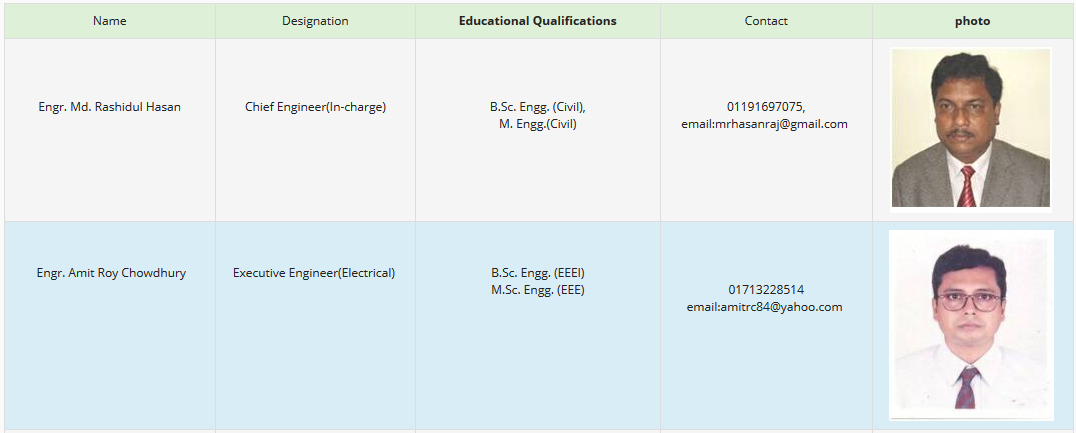 Name Designation Educational Qualifications Contact photo
Engr. Md. Rashidul Hasan Chief Engineer(In-charge) B.Sc. Engg. (Civil), 01191697075,
M. Engg.(Civil) email:mrhasanraj@gmail.com
Engr. Amit Roy Chowdhury Executive Engineer(Electrical) B.Sc. Engg. (EEEI)
M.Sc. Engg. (EEE) 01713228514
email:amitrc84@yahoo.com